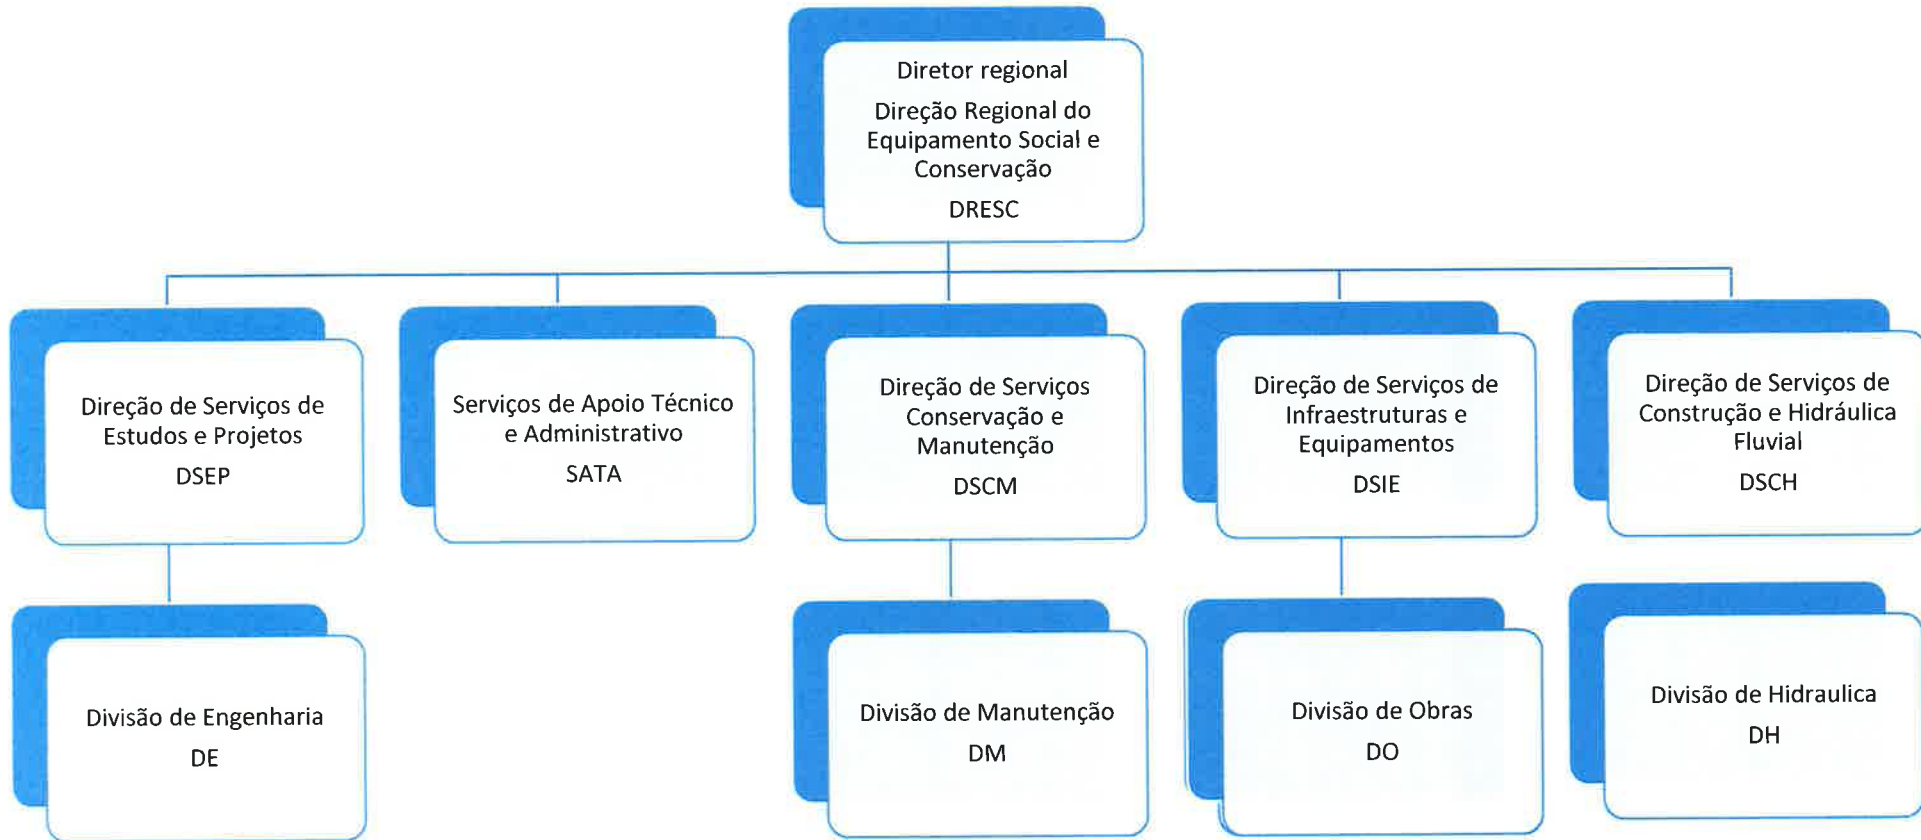 Diretor regional
Direção Regional do
Equipamento Social e
Conservação
DRESC
Direção de Serviços de
Estudos e Projetos
DSEP
Serviços de Apoio Técnico
e Administrativo
SATA
Direção de Serviços
Conservação e
Manutenção
DSCM
Direção de Serviços de
Infraestruturas e
Equipamentos
DSIE
Direção de Serviços de
Construção e Hidráulica
Fluvial
DSCH
Divisão de Engenharia
DE
Divisão de Manutenção
DM
Divisão de Obras
DO
Divisão de Hidraulica
DH